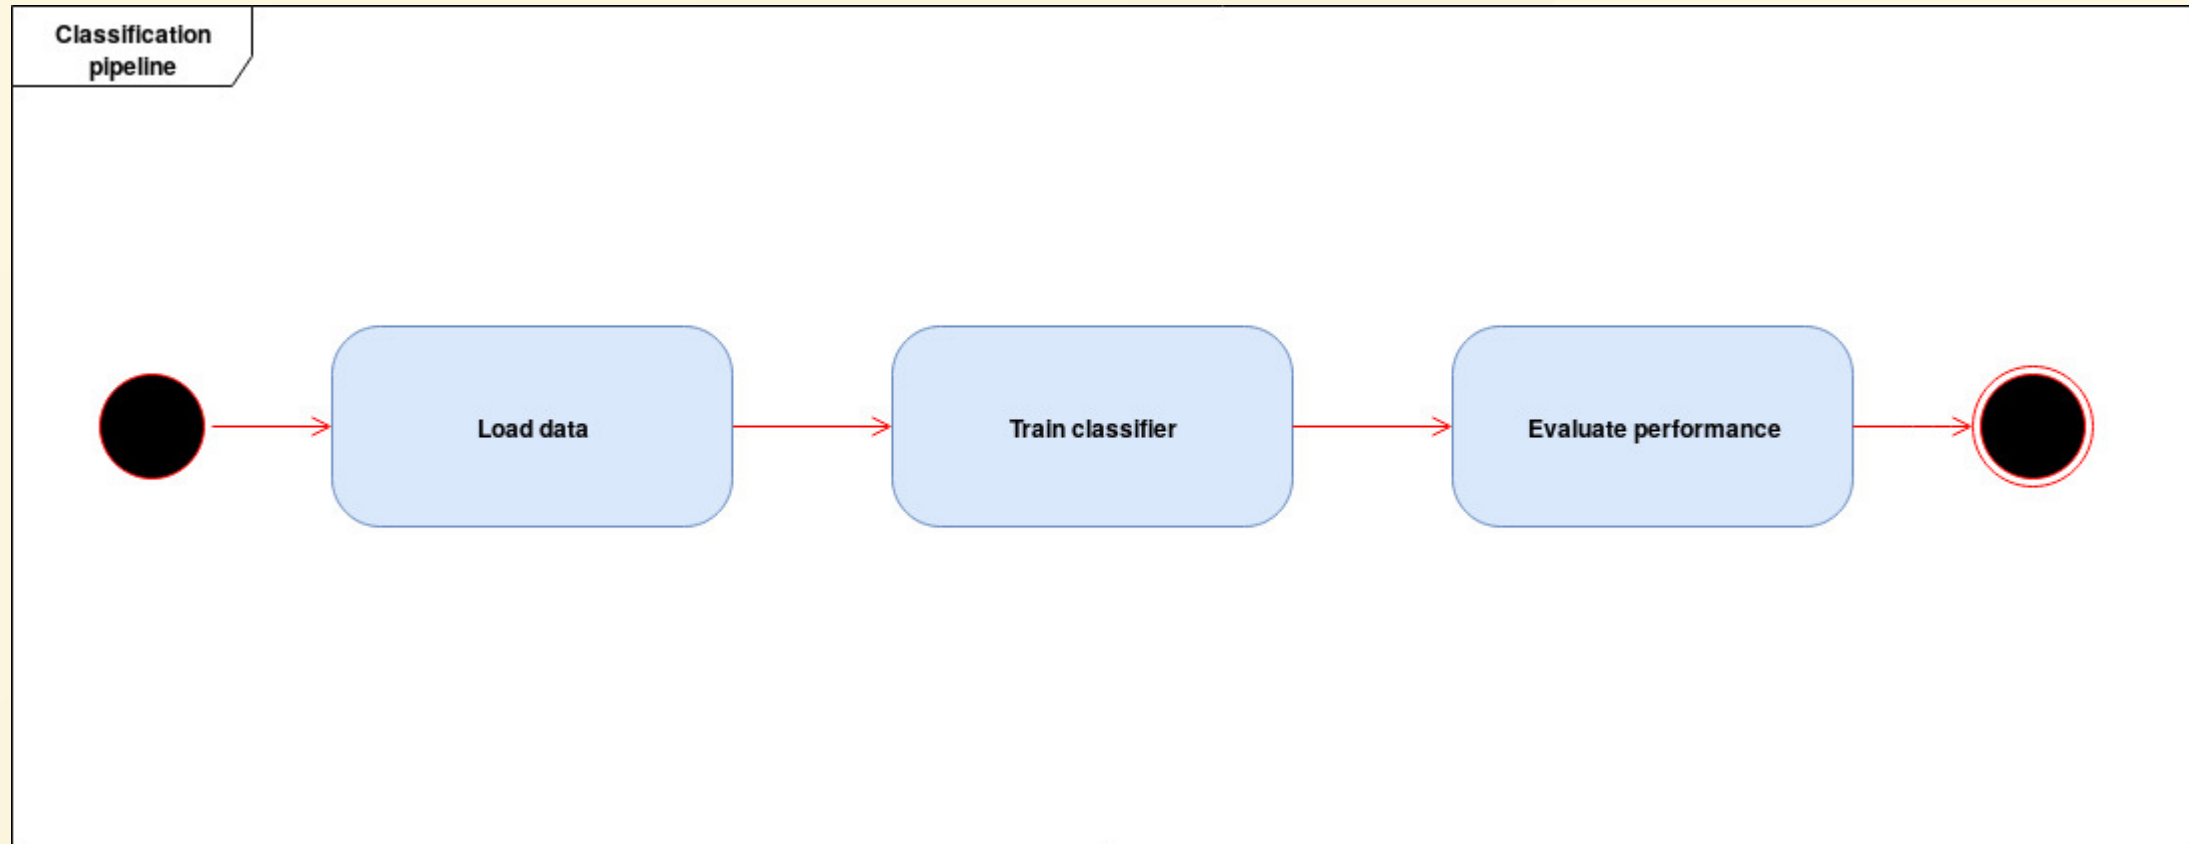 Classification
pipeline
Load data
Train classifier
Evaluate performance